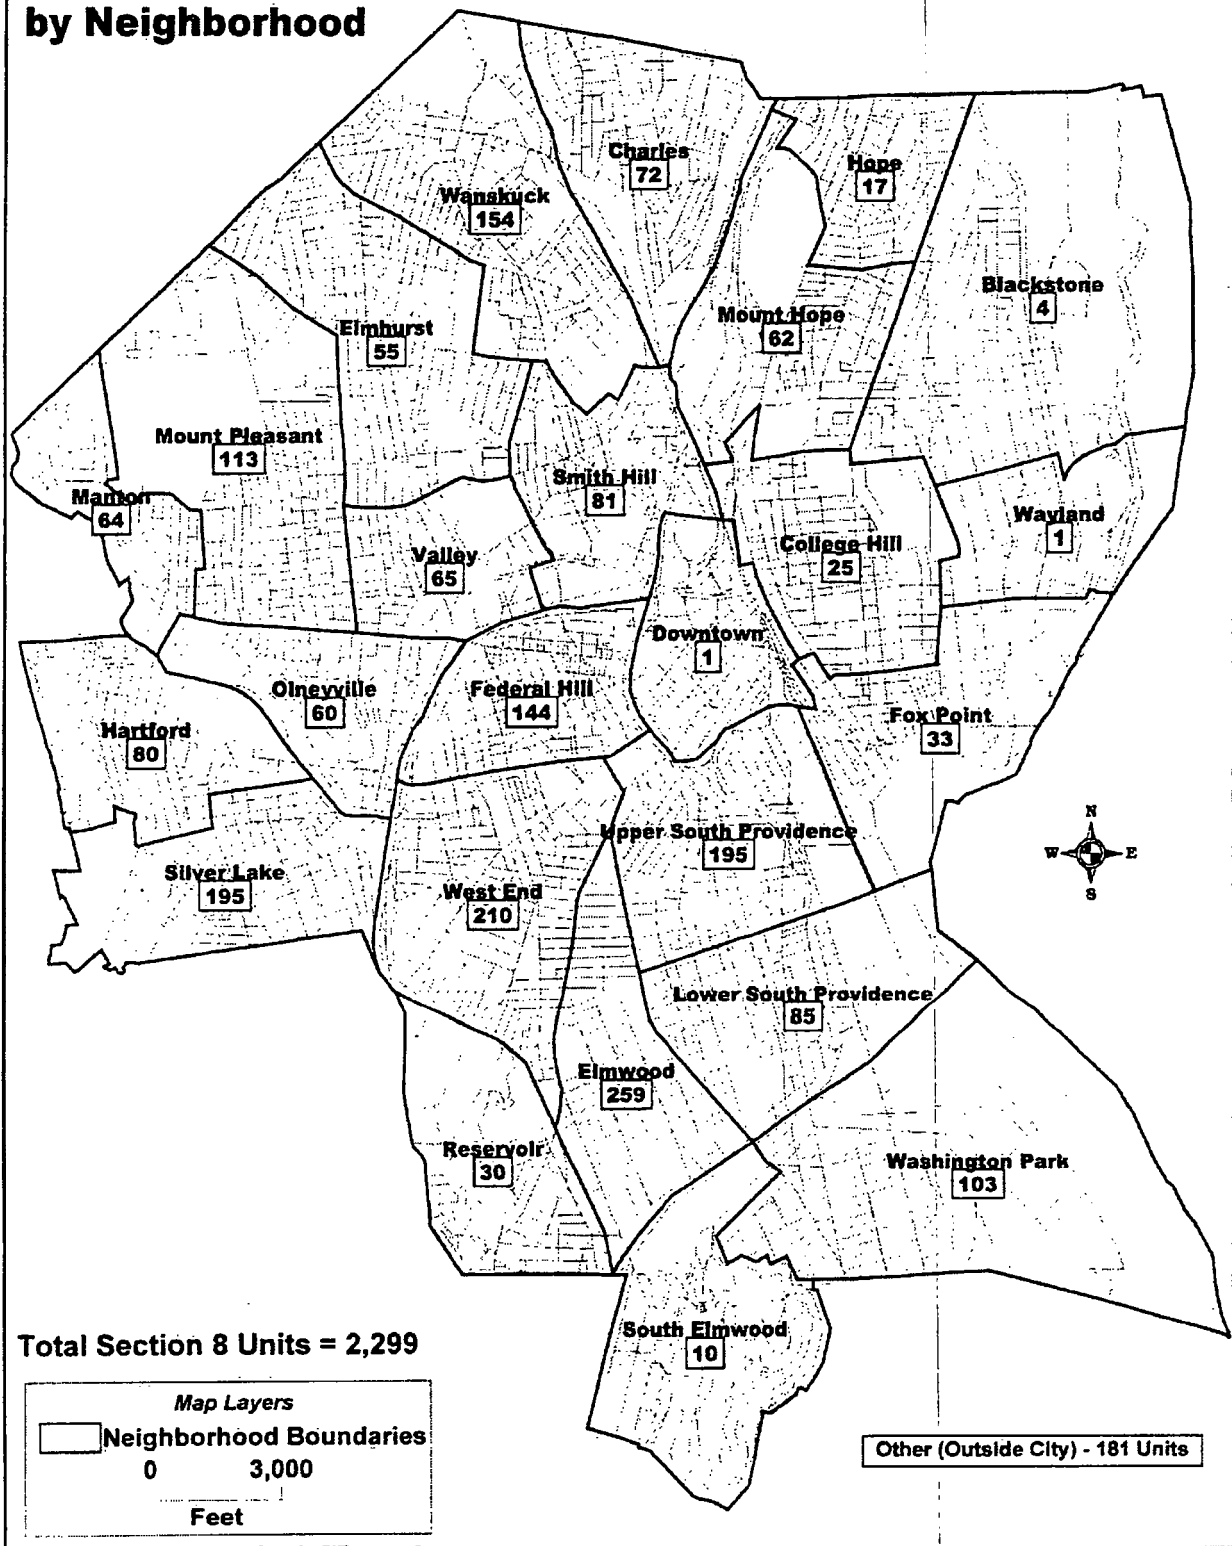 by Neighborhood
Charles
72
Hope
17
Wanskuck
154
Blackstone
4
Mount Hope
62
Elmhurst
55
Mount Pleasant
113
Smith Hill
81
Manton
64
Wayland
1
College Hill
25
Valley
65
Downtown
1
Olneyville
60
Federal Hill
144
Fox Point
33
Hartford
80
N
W E
S
Upper South Providence
195
Silver Lake
195
West End
210
Lower South Providence
85
Elmwood
259
Reservoir
30
Washington Park
103
South Elmwood
10
Total Section 8 Units = 2,299
Map Layers
Neighborhood Boundaries
0 3,000
Feet
Other (Outside City) - 181 Units